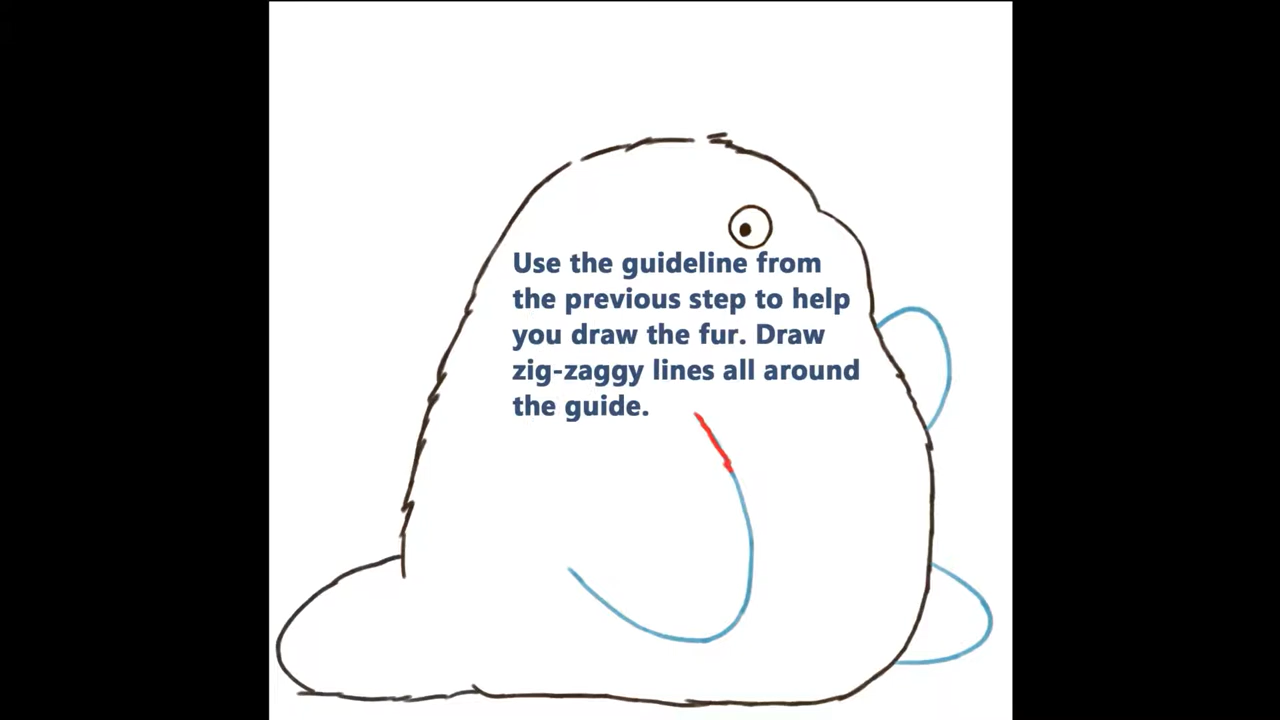 Use the guideline from
the previous step to help
you draw the fur. Draw
zig-zaggy lines all around
the guide.